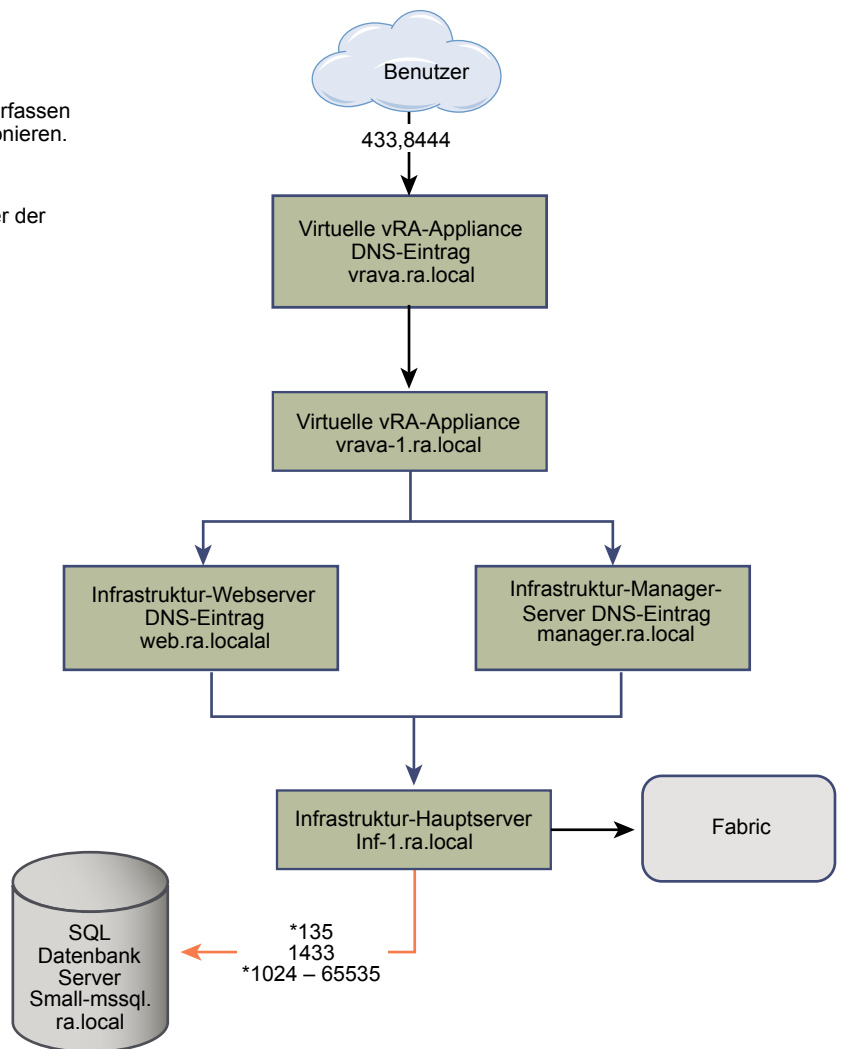 Benutzer
rfassen
nieren.
433,8444
er der
Virtuelle vRA-Appliance
DNS-Eintrag
vrava.ra.local
Virtuelle vRA-Appliance
vrava-1.ra.local
Infrastruktur-Webserver
DNS-Eintrag
web.ra.localal
Infrastruktur-Manager-
Server DNS-Eintrag
manager.ra.local
Infrastruktur-Hauptserver
Inf-1.ra.local
Fabric
SQL
Datenbank
Server
Small-mssql.
ra.local
*135
1433
*1024 – 65535